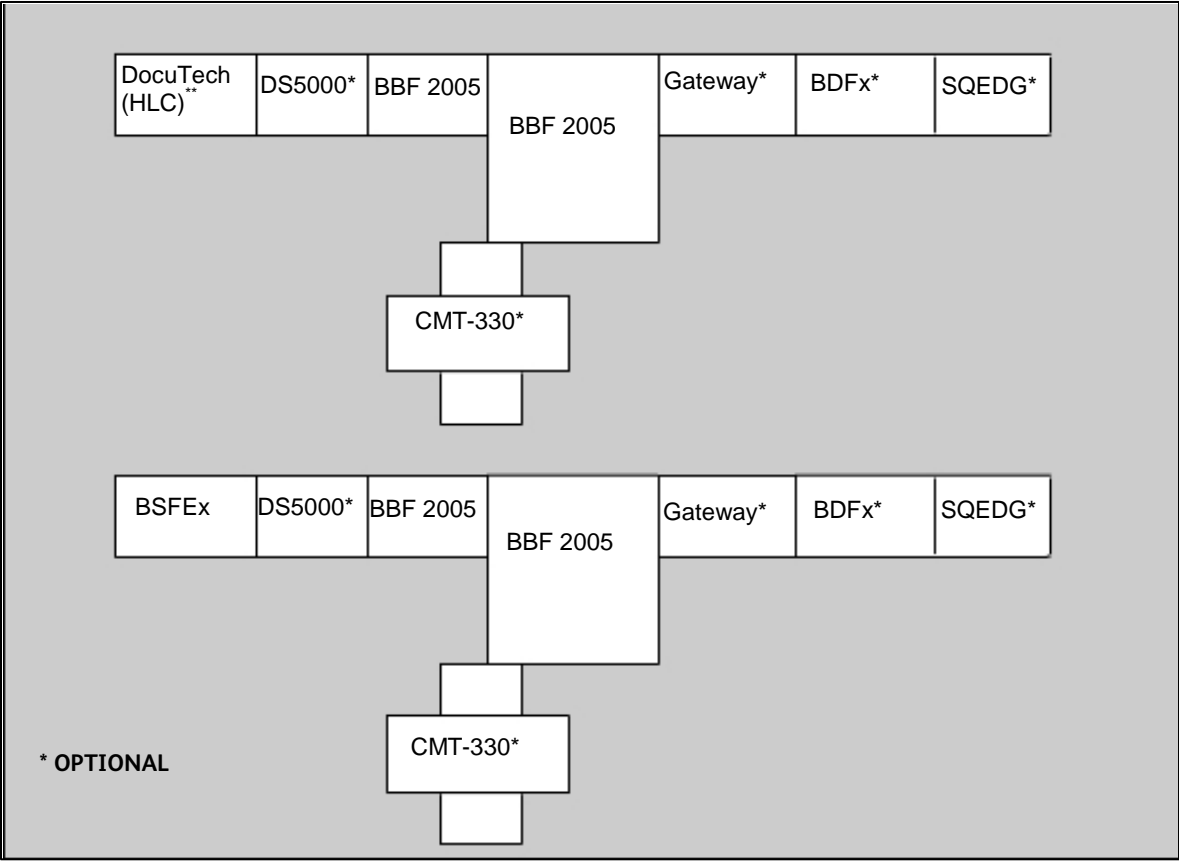 DocuTech
(HLC)**
DS5000*
BBF 2005
BBF 2005
Gateway*
BDFx*
SQEDG*
CMT-330*
BSFEx
DS5000*
BBF 2005
BBF 2005
Gateway*
BDFx*
SQEDG*
CMT-330*
* OPTIONAL